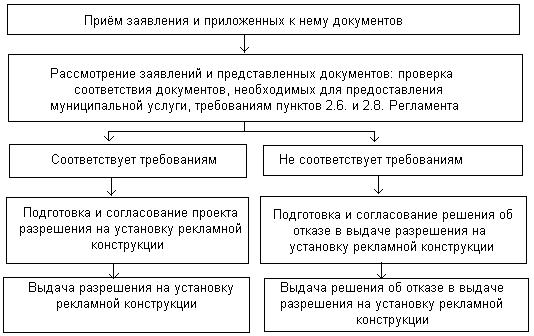 Приём заявления и приложенных к нему документов
Рассмотрение заявлений и представленных документов: проверка
соответствия документов, необходимых для предоставления
муниципальной услуги, требованиям пунктов 2.6. и 2.8. Регламента
Соответствует требованиям
Не соответствует требованиям
Подготовка и согласование проекта
разрешения на установку рекламной
конструкции
Подготовка и согласование решения об
отказе в выдаче разрешения на
установку рекламной конструкции
Выдача разрешения на установку
рекламной конструкции
Выдача решения об отказе в выдаче
разрешения на установку рекламной
конструкции